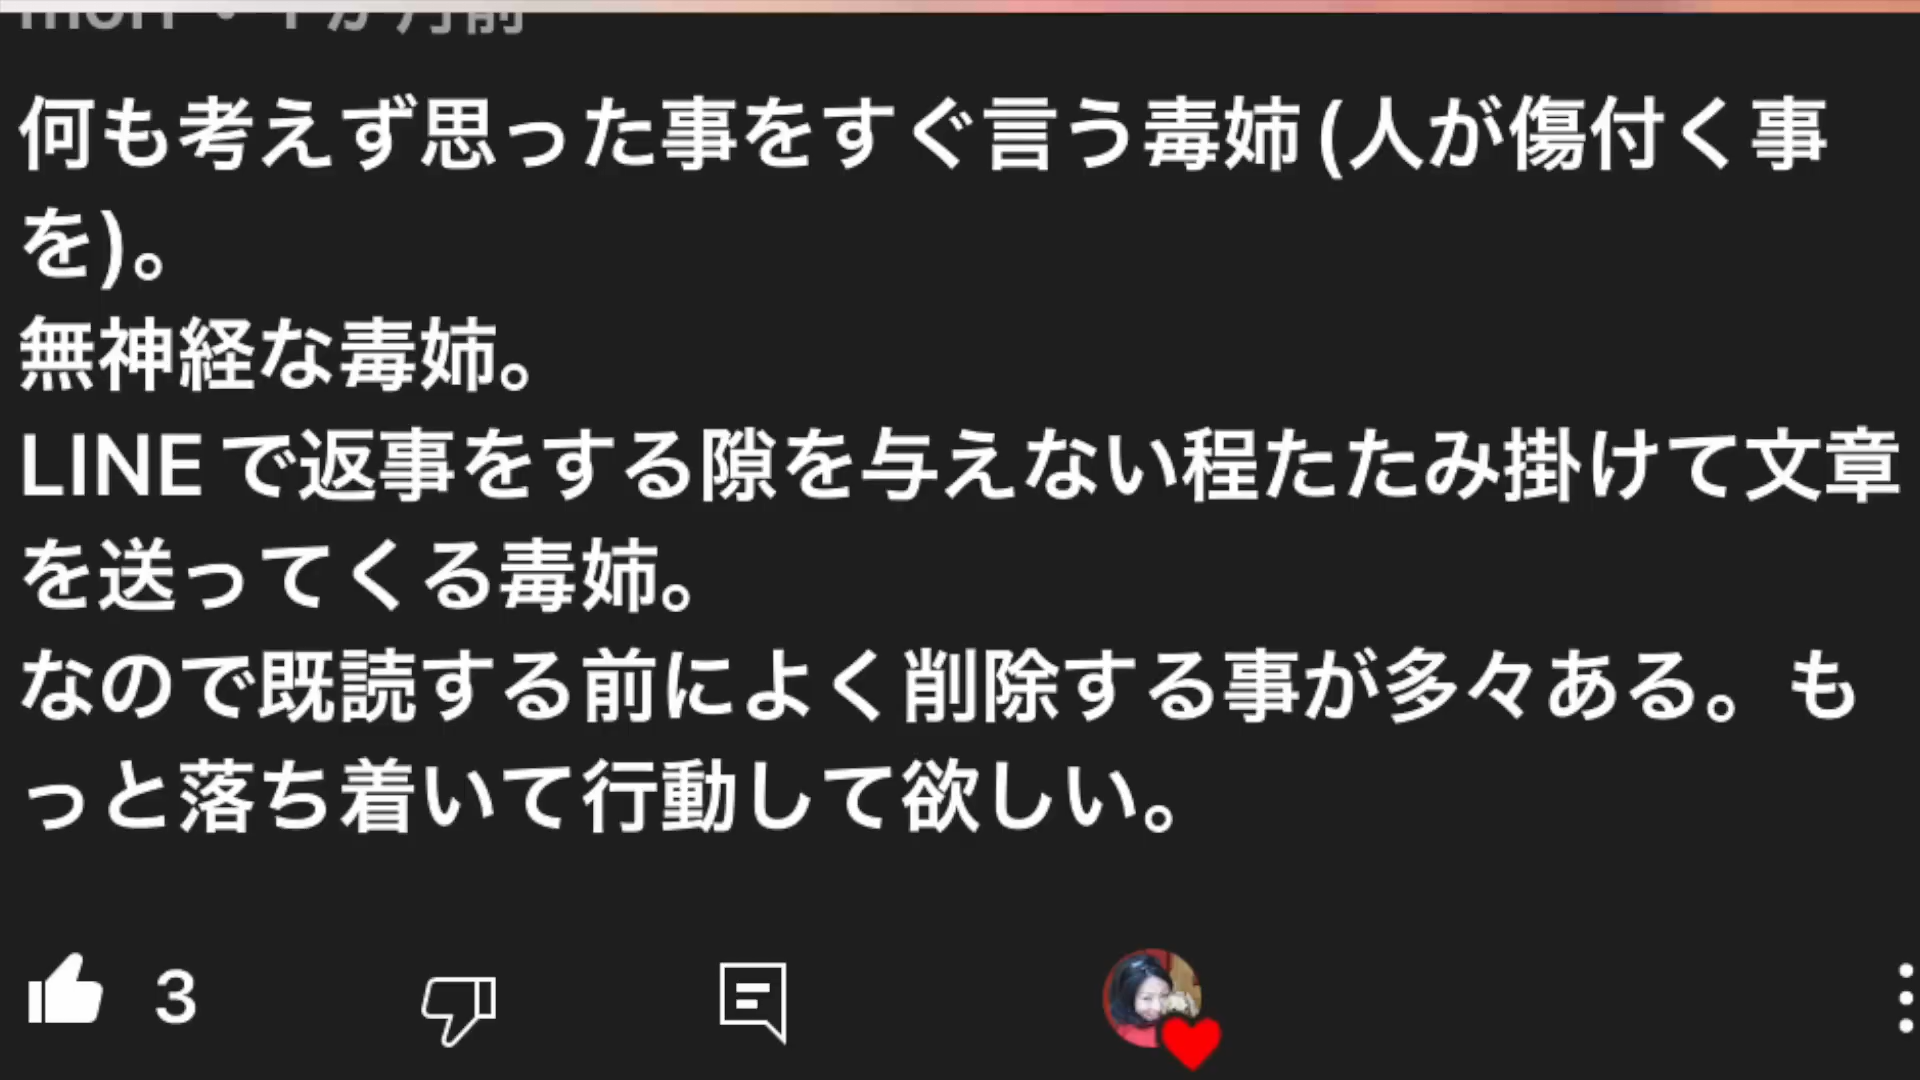 何も考えず思った事をすぐ言う毒姉(人が傷付く事
を)。
無神経な毒姉。
LINEで返事をする隙を与えない程たたみ掛けて文章
を送ってくる毒姉。
なので既読する前によく削除する事が多々ある。も
っと落ち着いて行動して欲しい。
3